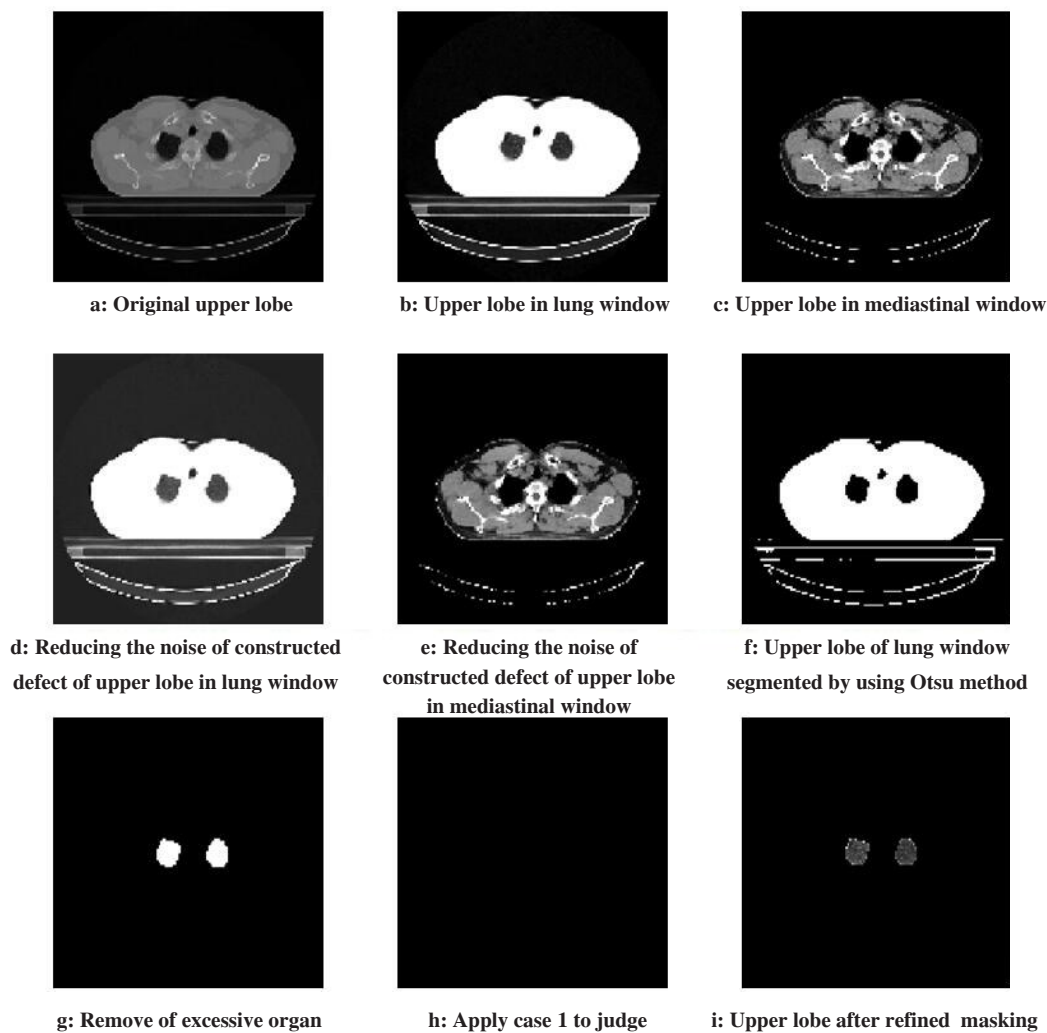 a: Original upper lobe
b: Upper lobe in lung window
c: Upper lobe in mediastinal window
d: Reducing the noise of constructed
defect of upper lobe in lung window
e: Reducing the noise of
constructed defect of upper lobe
in mediastinal window
f: Upper lobe of lung window
segmented by using Otsu method
g: Remove of excessive organ
h: Apply case 1 to judge
i: Upper lobe after refined masking